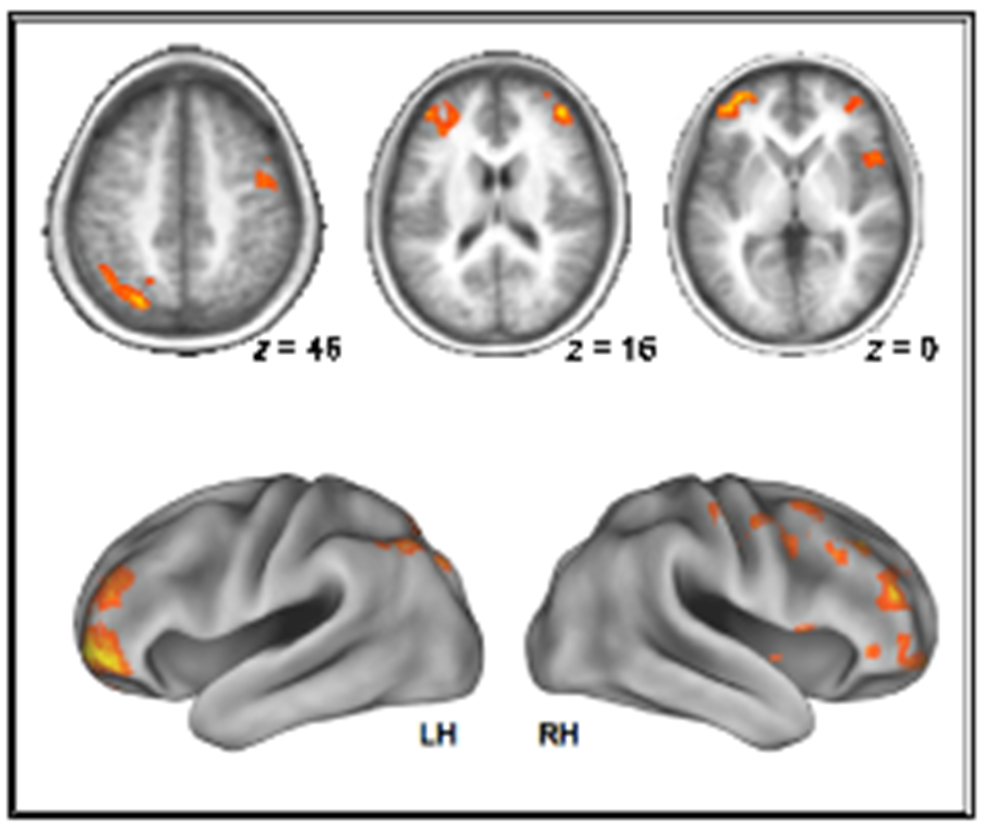 z = 46
z = 16
z = 0
LH
RH